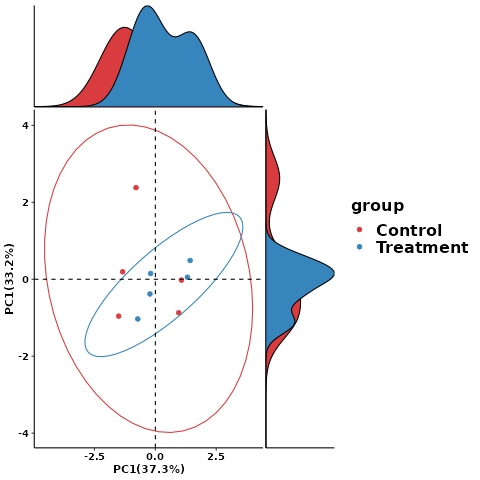 4
2
0
-2
-4
PC1(33.2%)
-2.5
0.0
2.5
PC1(37.3%)
group
Control
Treatment